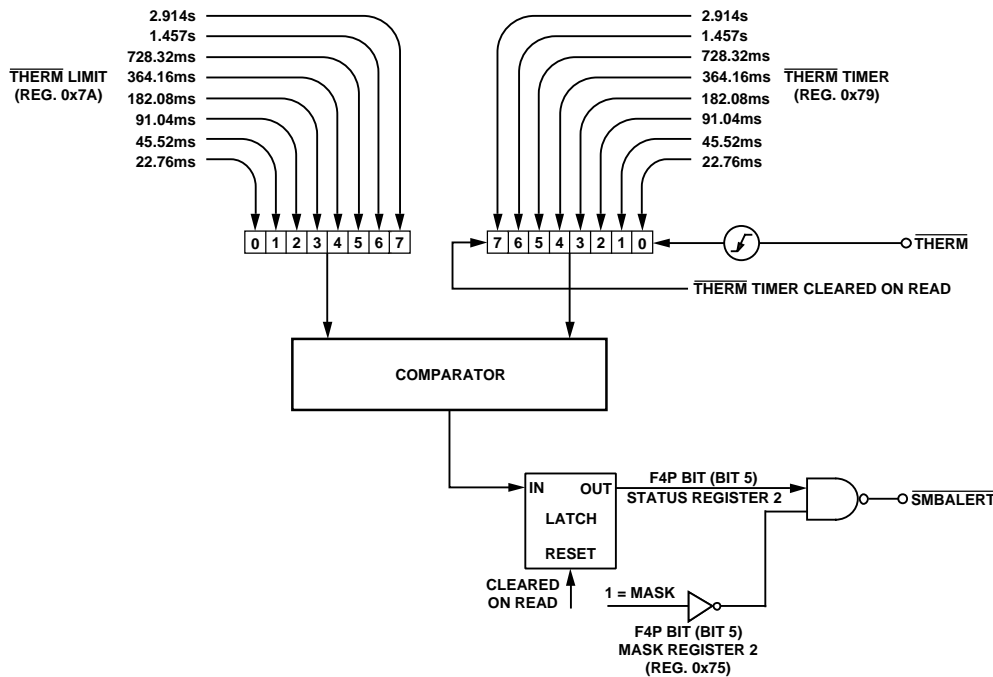 2.914s
1.457s
728.32ms
364.16ms
182.08ms
91.04ms
45.52ms
22.76ms
THERM LIMIT
(REG. 0x7A)
2.914s
1.457s
728.32ms
364.16ms
182.08ms
91.04ms
45.52ms
22.76ms
THERM TIMER
(REG. 0x79)
0 1 2 3 4 5 6 7
7 6 5 4 3 2 1 0
THERM
THERM TIMER CLEARED ON READ
COMPARATOR
IN OUT
LATCH
RESET
F4P BIT (BIT 5)
STATUS REGISTER 2
SMBALERT
CLEARED
ON READ
1 = MASK
F4P BIT (BIT 5)
MASK REGISTER 2
(REG. 0x75)